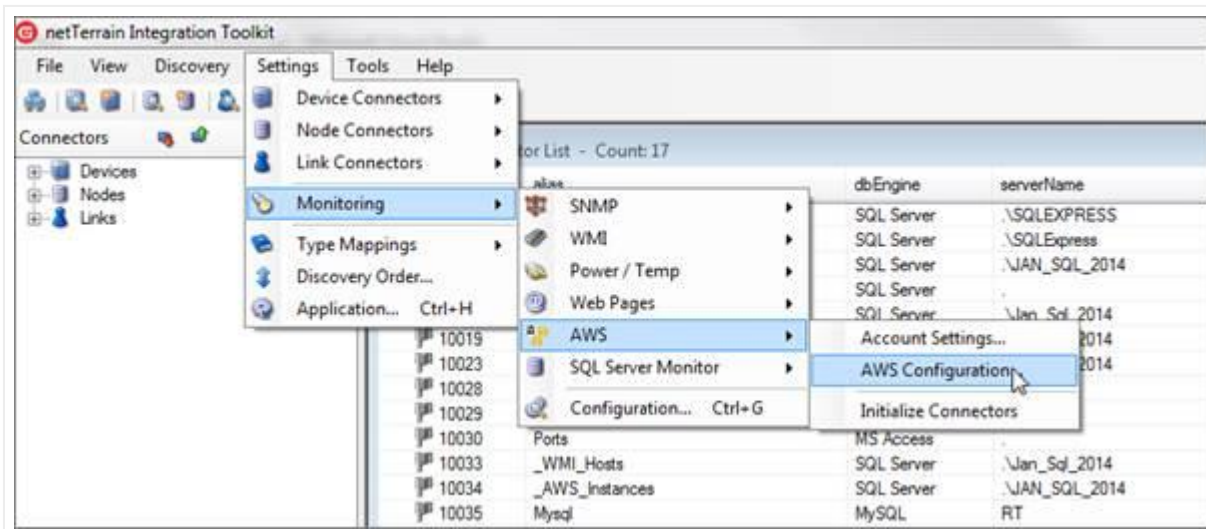 netTerrain Integration Toolkit
File View Discovery Settings Tools Help
Connectors
Devices
Nodes
Links
Device Connectors
Node Connectors
Link Connectors
Monitoring
Type Mappings
Discovery Order...
Application... Ctrl+H
SNMP
WMI
Power / Temp
Web Pages
AWS
SQL Server Monitor
Configuration... Ctrl+G
Account Settings...
AWS Configuration
Initialize Connectors
List - Count: 17
alias dbEngine serverName
SQL Server .\SQLEXPRESS
SQL Server .\SQLExpress
SQL Server .\JAN_SQL_2014
SQL Server .
SQL Server .\Jan_Sql_2014
10019 2014
10023 2014
10028
10029
10030 Ports MS Access .
10033 _WMI_Hosts SQL Server .\Jan_Sql_2014
10034 _AWS_Instances SQL Server .\JAN_SQL_2014
10035 Mysql MySQL RT